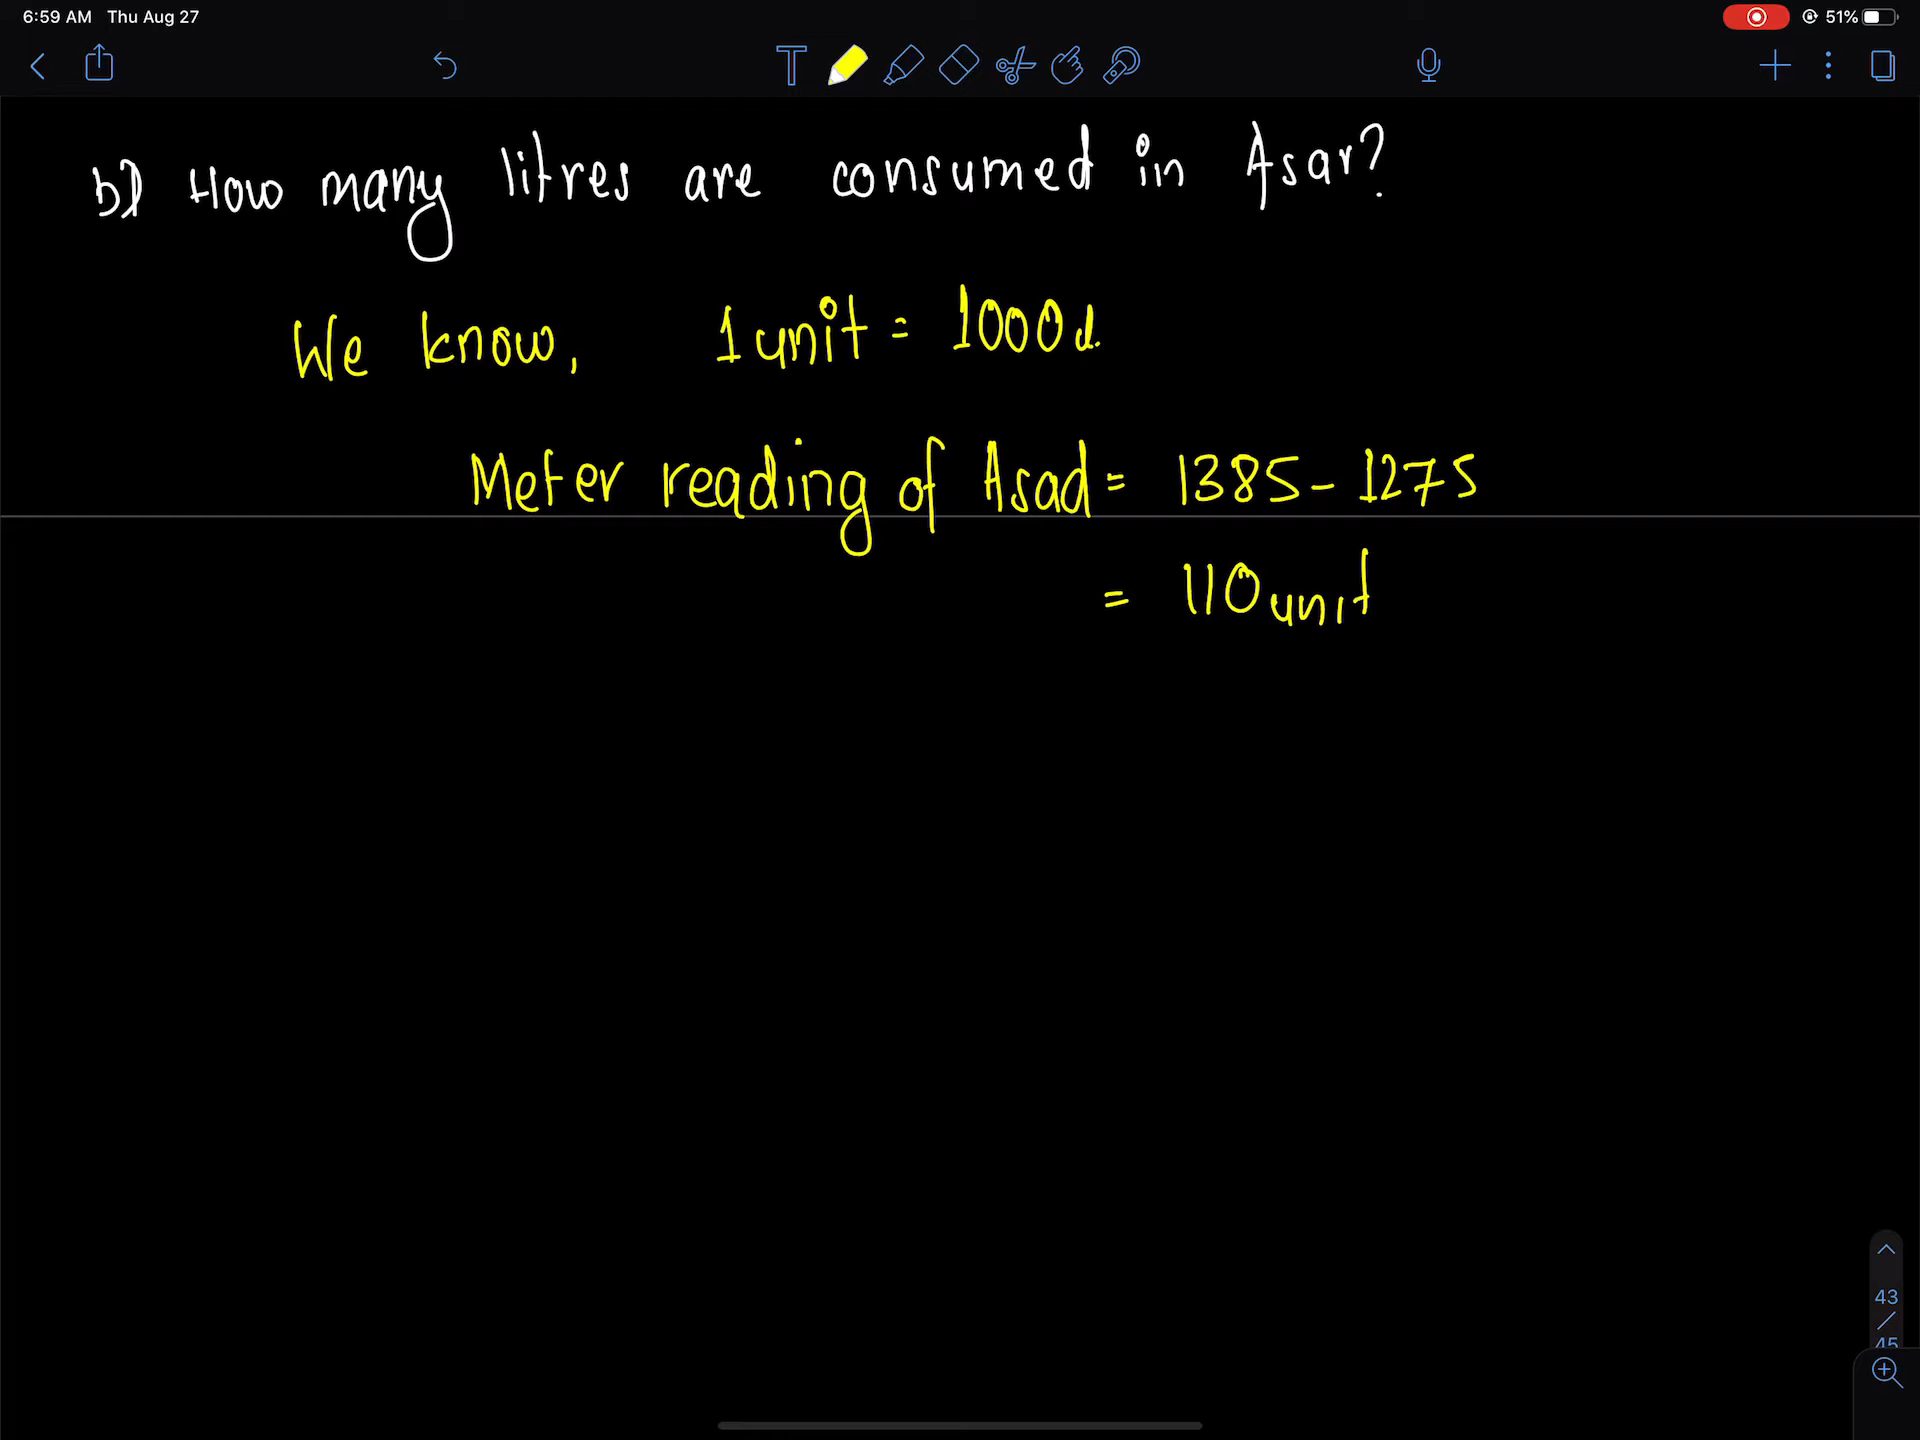 6:59 AM Thu Aug 27
51%
T
b) How many litres are consumed in Asar?
We know, 1 unit = 1000 l.
Meter reading of Asad = 1385 - 1275
= 110 unit
43
/
45